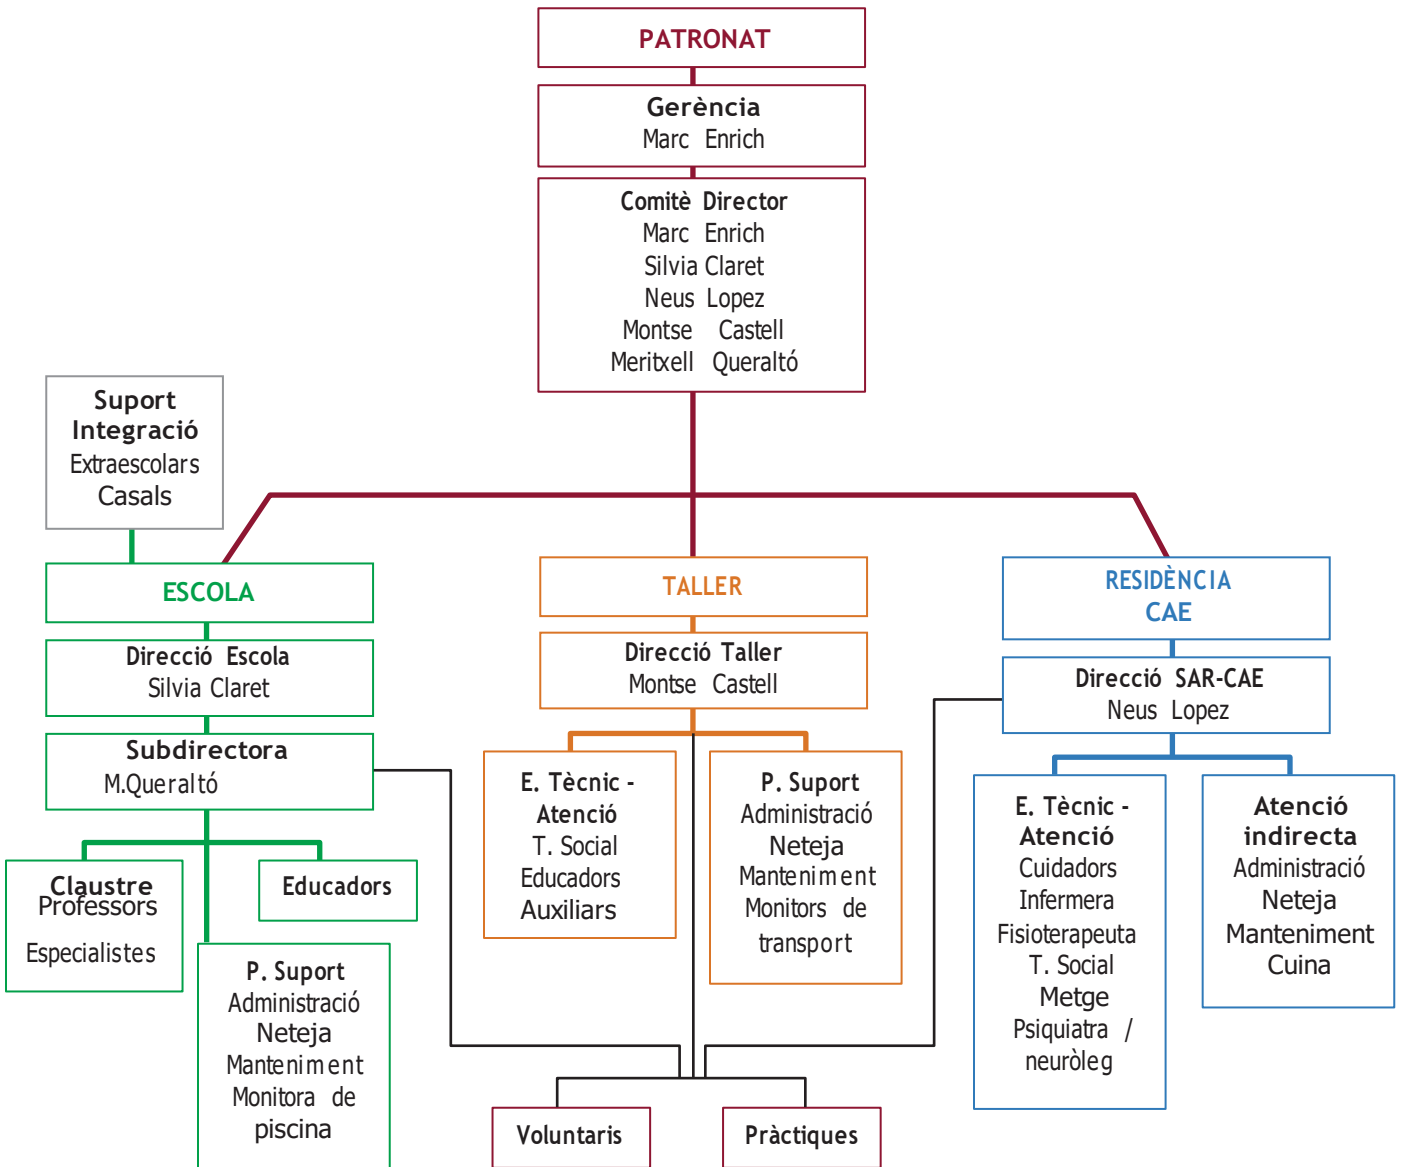 PATRONAT
Gerència
Marc Enrich
Comitè Director
Marc Enrich
Silvia Claret
Neus Lopez
Montse Castell
Meritxell Queraltó
Suport
Integració
Extraescolars
Casals
ESCOLA
Direcció Escola
Silvia Claret
Subdirectora
M.Queraltó
Claustre
Professors
Especialistes
Educadors
P. Suport
Administració
Neteja
Manteniment
Monitora de
piscina
TALLER
Direcció Taller
Montse Castell
E. Tècnic -
Atenció
T. Social
Educadors
Auxiliars
P. Suport
Administració
Neteja
Manteniment
Monitors de
transport
RESIDÈNCIA
CAE
Direcció SAR-CAE
Neus Lopez
E. Tècnic -
Atenció
Cuidadors
Infermera
Fisioterapeuta
T. Social
Metge
Psiquiatra /
neuròleg
Atenció
indirecta
Administració
Neteja
Manteniment
Cuina
Voluntaris
Pràctiques